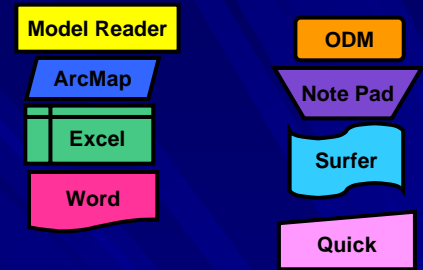 Model Reader
ArcMap
Excel
Word
ODM
Note Pad
Surfer
Quick